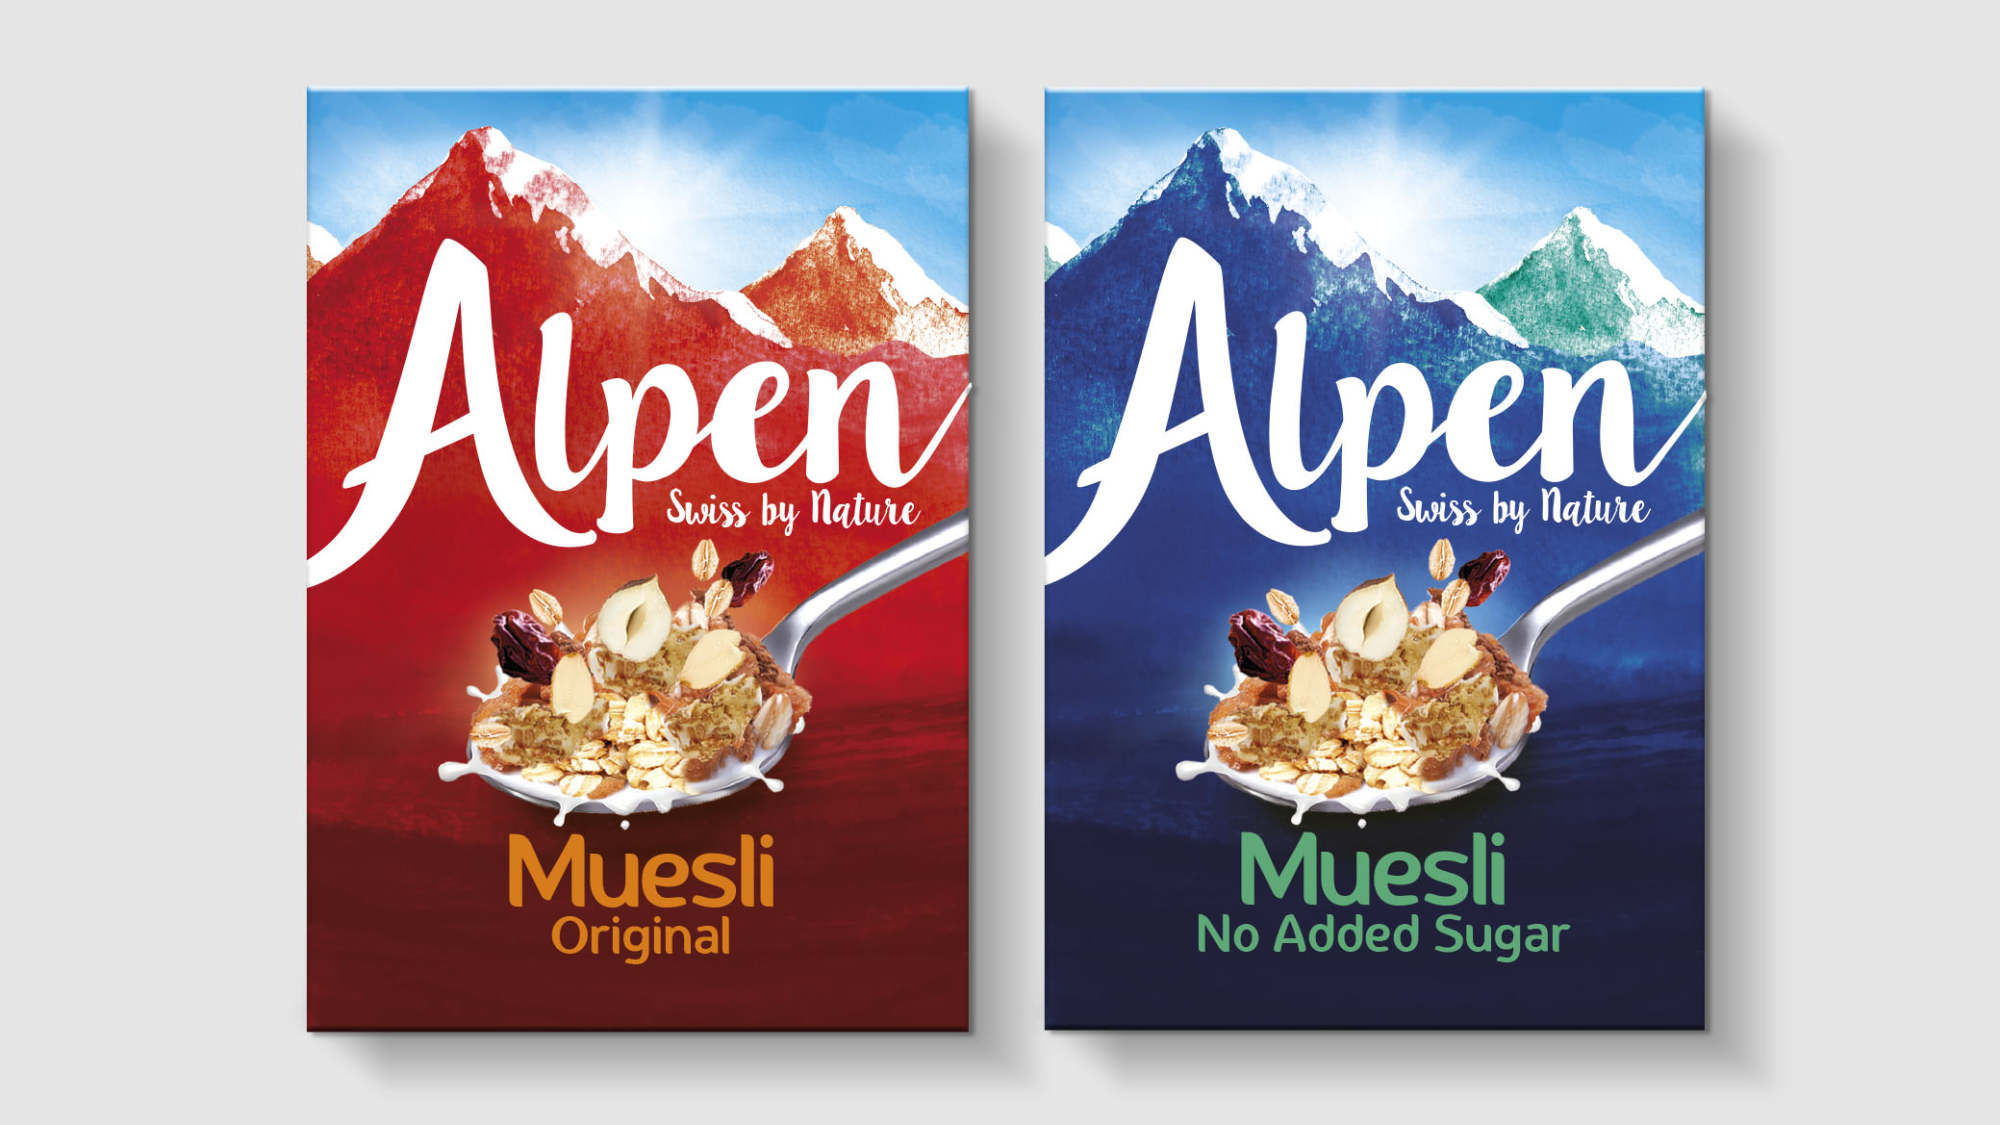 Alpen
Swiss by Nature
Muesli
Original
Alpen
Swiss by Nature
Muesli
No Added Sugar